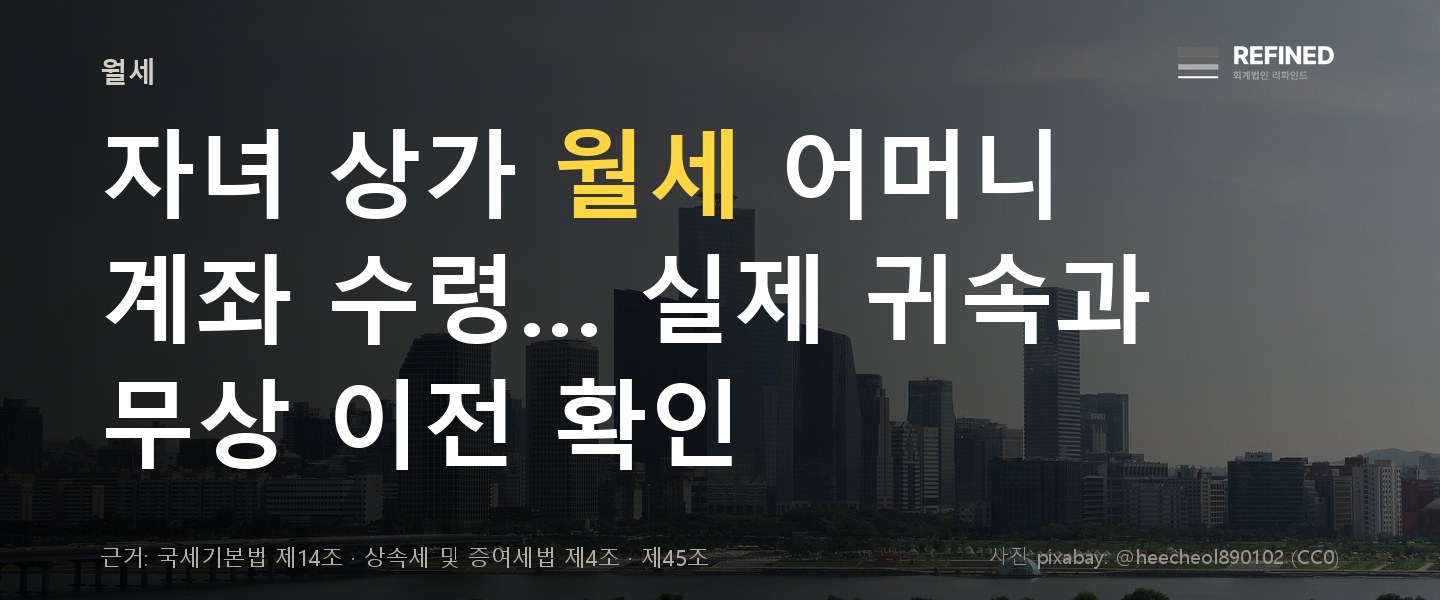 월세
REFINED
회계법인 리파인드
자녀 상가 월세 어머니
계좌 수령... 실제 귀속과
무상 이전 확인
근거: 국세기본법 제14조 · 상속세 및 증여세법 제4조 · 제45조
사진: pixabay. @heecheol890102 (CC0)